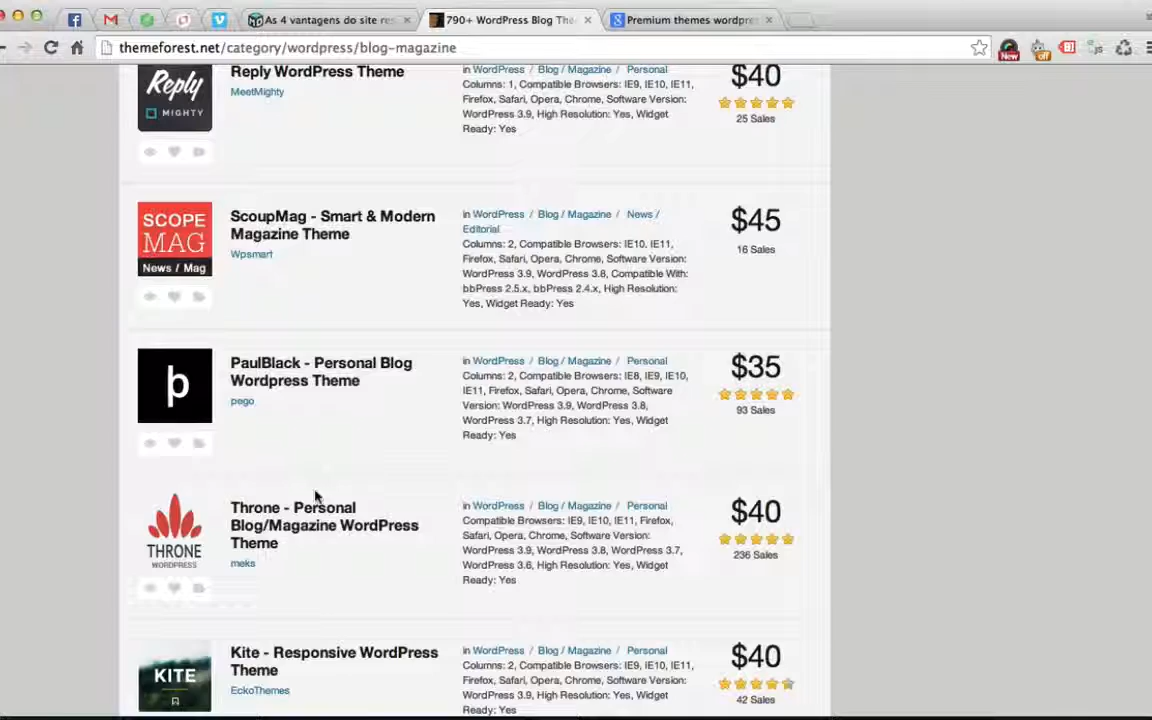 As 4 vantagens do site res
790+ WordPress Blog The
Premium themes wordpr
themeforest.net/category/wordpress/blog-magazine
New
off
Reply
MIGHTY
Reply WordPress Theme
MeetMighty
in WordPress / Blog / Magazine / Personal
Columns: 1, Compatible Browsers: IE9, IE10, IE11,
Firefox, Safari, Opera, Chrome, Software Version:
WordPress 3.9, High Resolution: Yes, Widget
Ready: Yes
$40
25 Sales
SCOPE
MAG
News / Mag
ScoupMag - Smart & Modern
Magazine Theme
Wpsmart
in WordPress / Blog / Magazine / News /
Editorial
Columns: 2, Compatible Browsers: IE10, IE11,
Firefox, Safari, Opera, Chrome, Software Version:
WordPress 3.9, WordPress 3.8, Compatible With:
bbPress 2.5.x, bbPress 2.4.x, High Resolution:
Yes, Widget Ready: Yes
$45
16 Sales
þ
PaulBlack - Personal Blog
Wordpress Theme
pego
in WordPress / Blog / Magazine / Personal
Columns: 2, Compatible Browsers: IE8, IE9, IE10,
IE11, Firefox, Safari, Opera, Chrome, Software
Version: WordPress 3.9, WordPress 3.8,
WordPress 3.7, High Resolution: Yes, Widget
Ready: Yes
$35
93 Sales
THRONE
WORDPRESS
Throne - Personal
Blog/Magazine WordPress
Theme
meks
in WordPress / Blog / Magazine / Personal
Compatible Browsers: IE9, IE10, IE11, Firefox,
Safari, Opera, Chrome, Software Version:
WordPress 3.9, WordPress 3.8, WordPress 3.7,
WordPress 3.6, High Resolution: Yes, Widget
Ready: Yes
$40
236 Sales
KITE
Kite - Responsive WordPress
Theme
EckoThemes
in WordPress / Blog / Magazine / Personal
Columns: 2, Compatible Browsers: IE9, IE10, IE11,
Firefox, Safari, Opera, Chrome, Software Version:
WordPress 3.9, High Resolution: Yes, Widget
Ready: Yes
$40
42 Sales